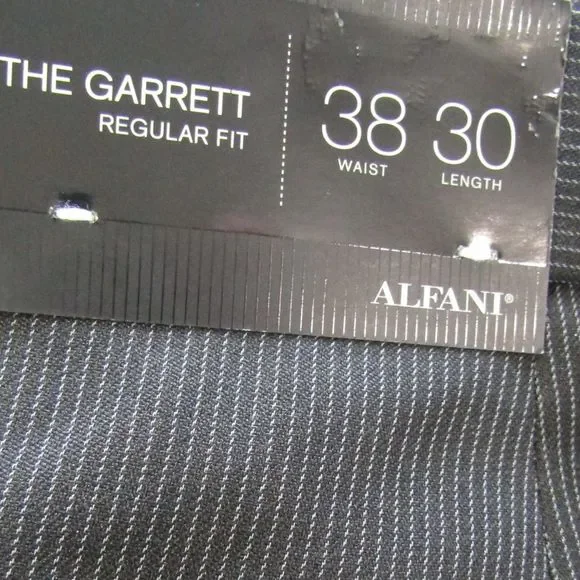 THE GARRETT
REGULAR FIT
38 30
WAIST LENGTH
ALFANI®